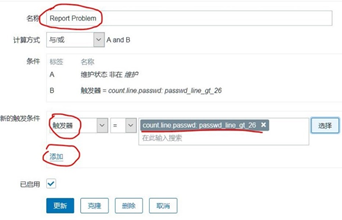 名称 Report Problem
计算方式 与/或 A and B
条件 标签 名称
A 维护状态 非在 维护
B 触发器 = count.line.passwd: passwd_line_gt_26
新的触发条件 触发器 = count.line.passwd: passwd_line_gt_26 × 选择
在此输入搜索
添加
已启用
更新 克隆 删除 取消